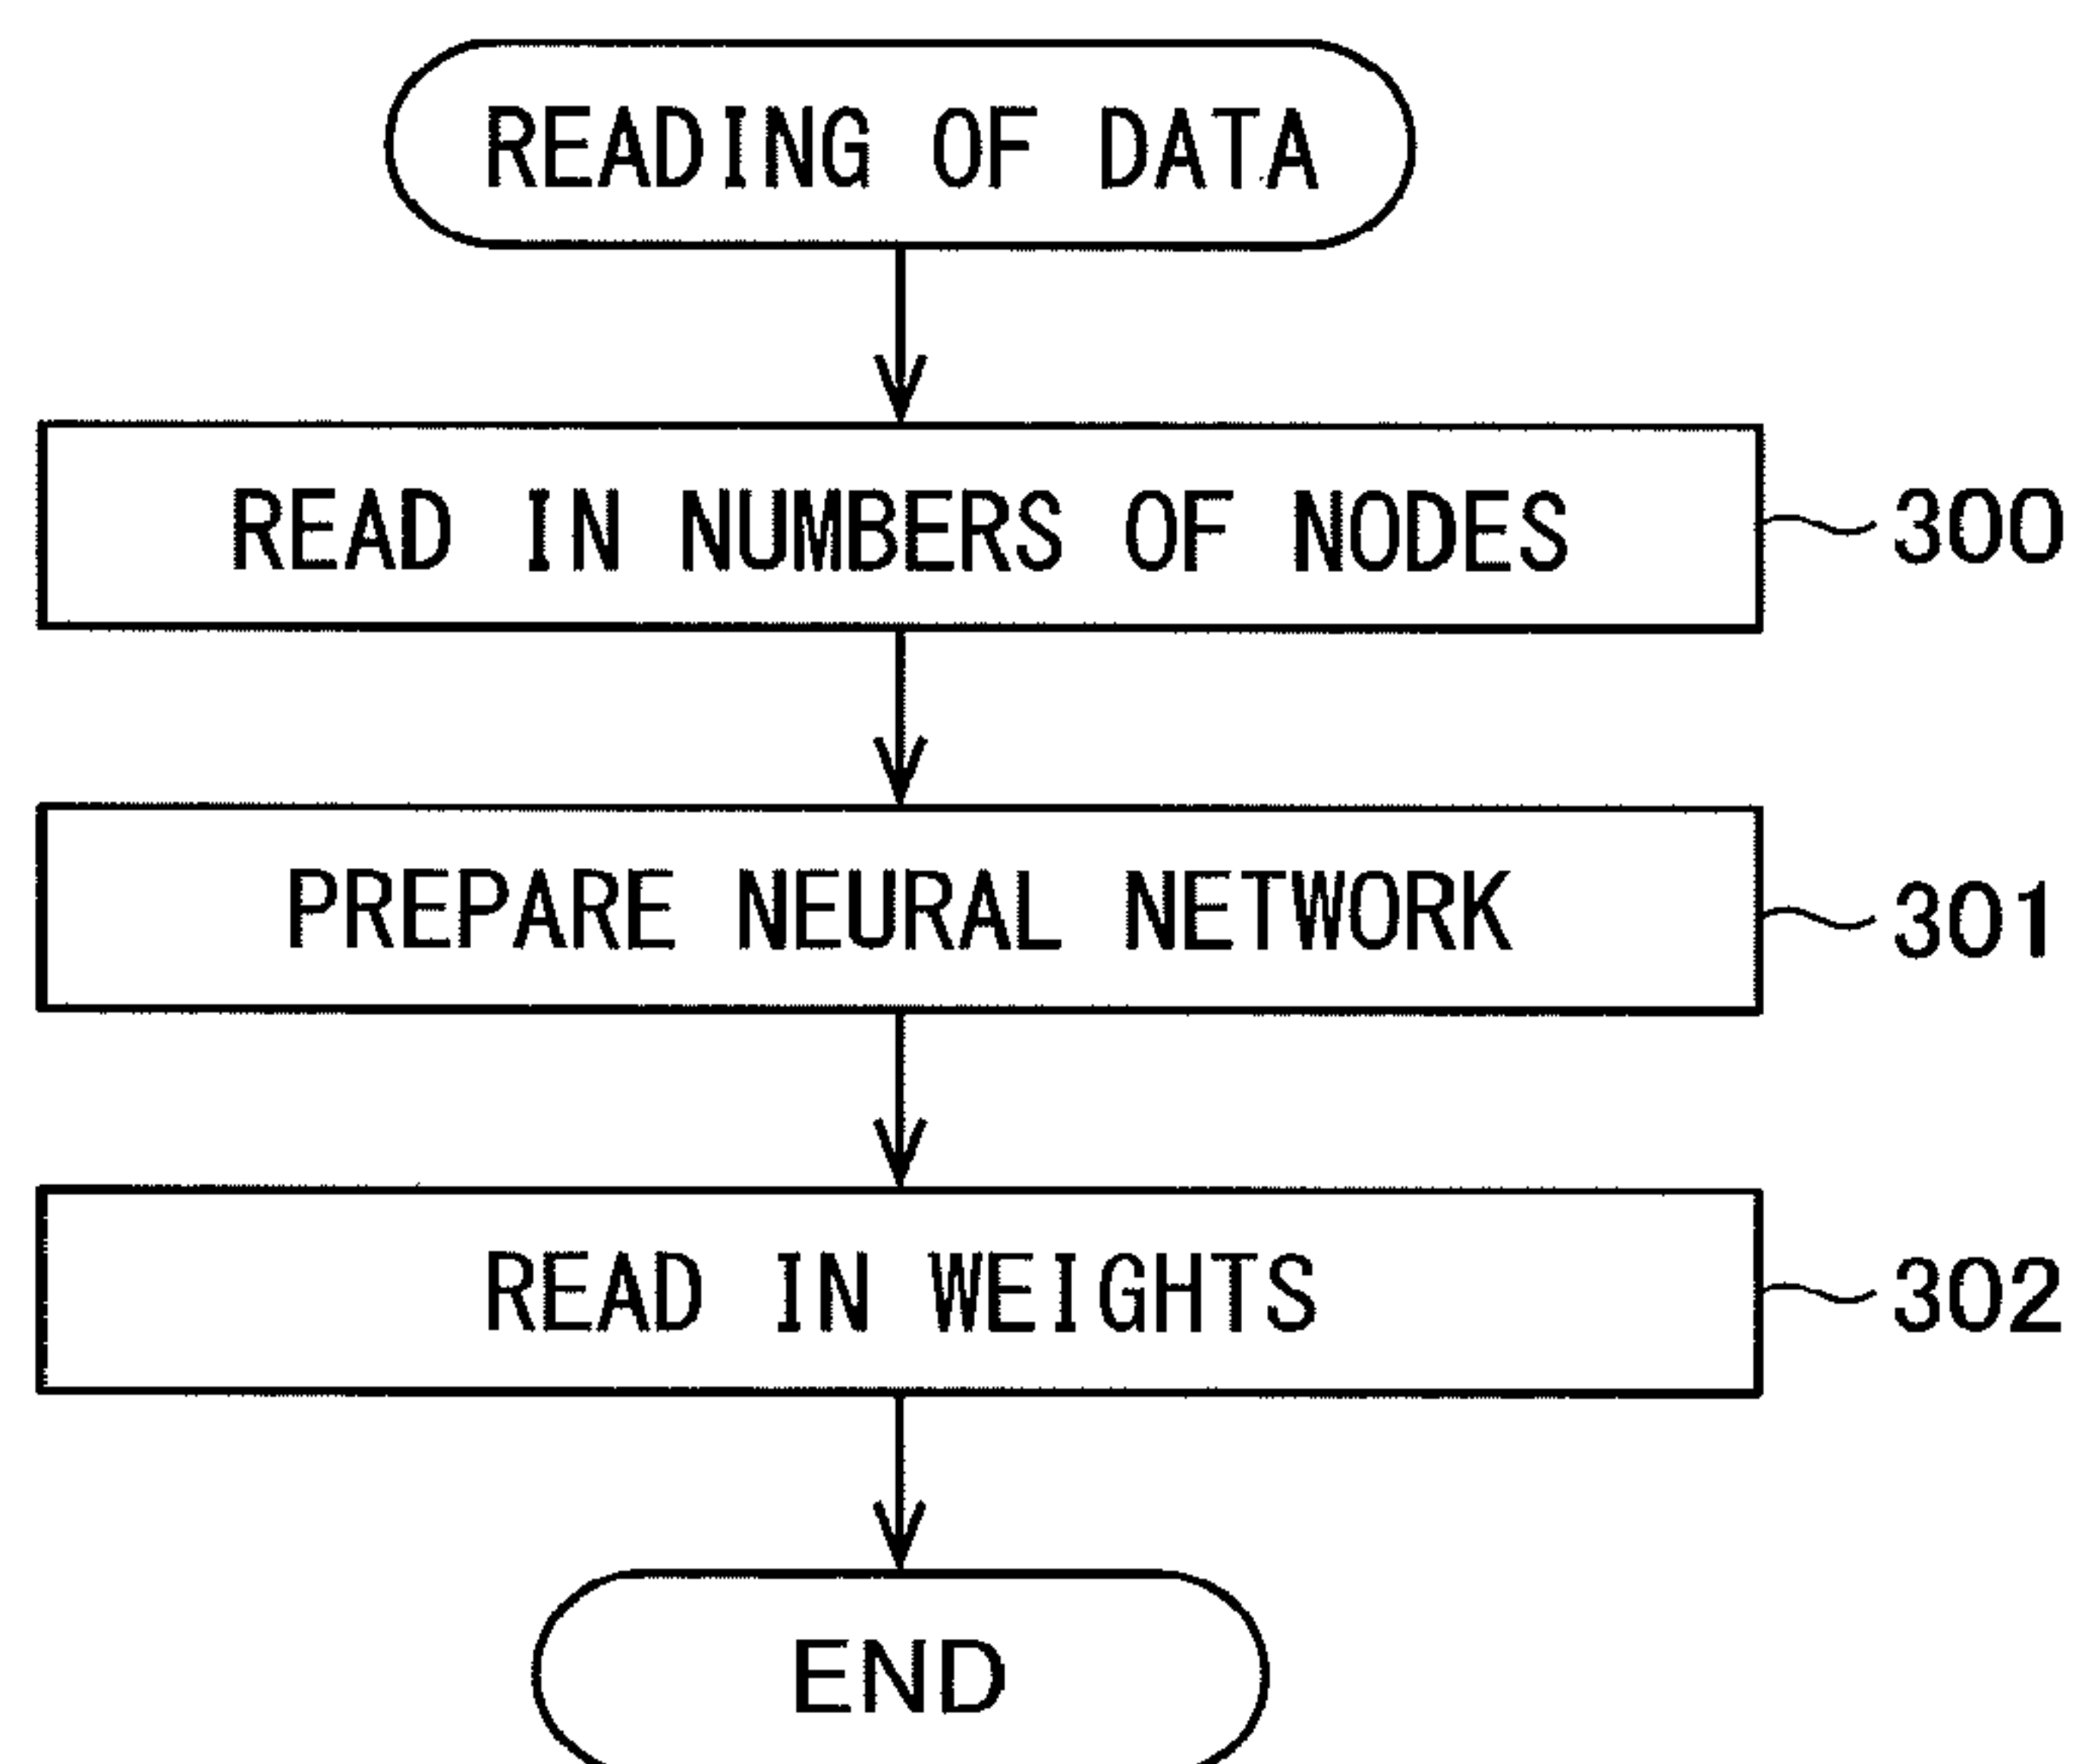 READING OF DATA
READ IN NUMBERS OF NODES
300
PREPARE NEURAL NETWORK
301
READ IN WEIGHTS
302
END